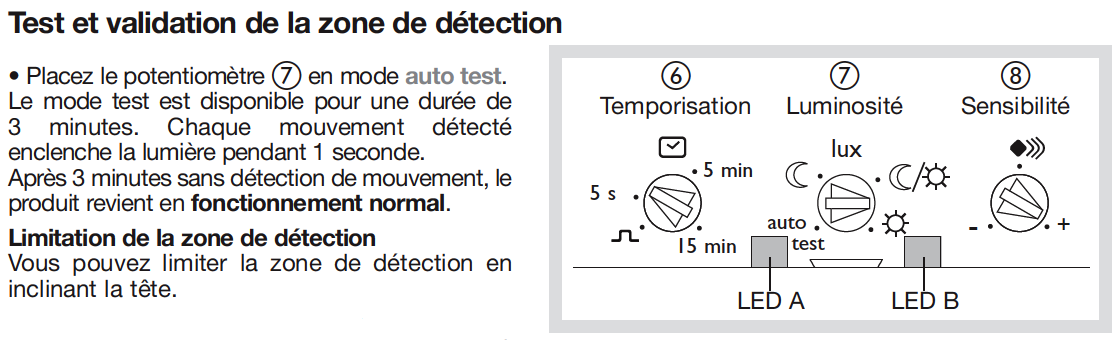 Test et validation de la zone de détection
• Placez le potentiomètre ⑦ en mode auto test.
Le mode test est disponible pour une durée de
3 minutes. Chaque mouvement détecté
enclenche la lumière pendant 1 seconde.
Après 3 minutes sans détection de mouvement, le
produit revient en fonctionnement normal.
Limitation de la zone de détection
Vous pouvez limiter la zone de détection en
inclinant la tête.
⑥ ⑦ ⑧
Temporisation Luminosité Sensibilité
lux
5 min
5 s
15 min
auto
test
- +
LED A LED B